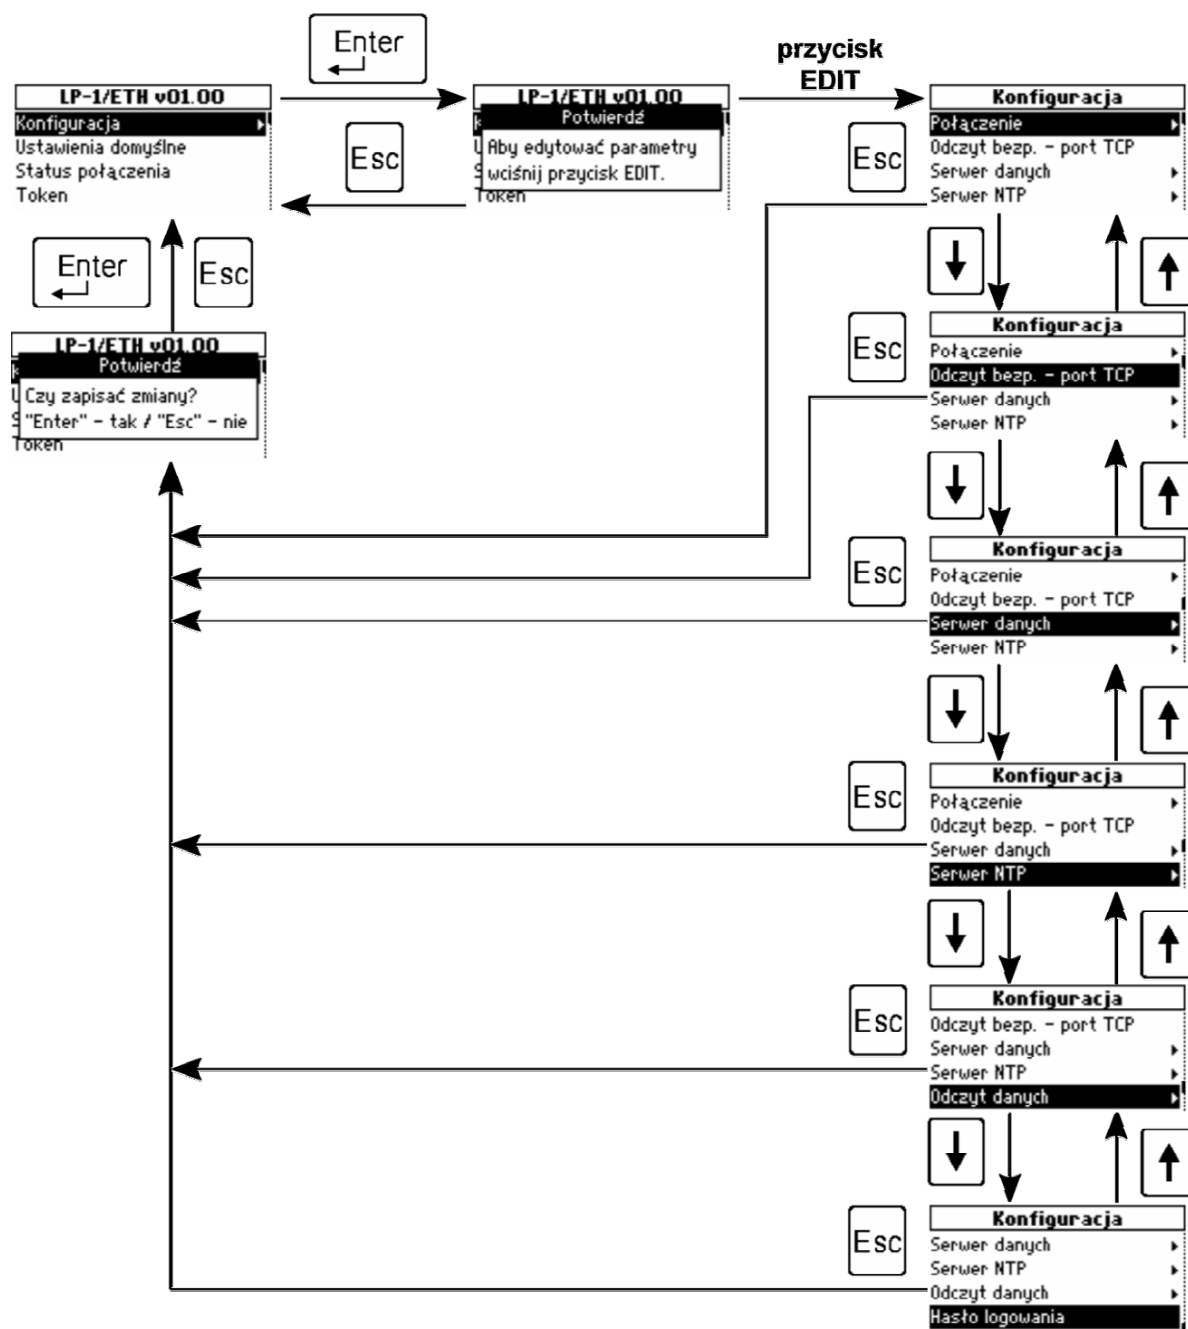 Enter
przycisk
EDIT
LP-1/ETH v01.00
Konfiguracja
Ustawienia domyślne
Status połączenia
Token
Esc
LP-1/ETH v01.00
Potwierdź
Aby edytować parametry
wciśnij przycisk EDIT.
Token
Esc
Konfiguracja
Połączenie
Odczyt bezp. - port TCP
Serwer danych
Serwer NTP
Enter
Esc
LP-1/ETH v01.00
Potwierdź
Czy zapisać zmiany?
"Enter" - tak / "Esc" - nie
Token
Esc
Konfiguracja
Połączenie
Odczyt bezp. - port TCP
Serwer danych
Serwer NTP
Esc
Konfiguracja
Połączenie
Odczyt bezp. - port TCP
Serwer danych
Serwer NTP
Esc
Konfiguracja
Połączenie
Odczyt bezp. - port TCP
Serwer danych
Serwer NTP
Esc
Konfiguracja
Odczyt bezp. - port TCP
Serwer danych
Serwer NTP
Odczyt danych
Esc
Konfiguracja
Serwer danych
Serwer NTP
Odczyt danych
Hasło logowania